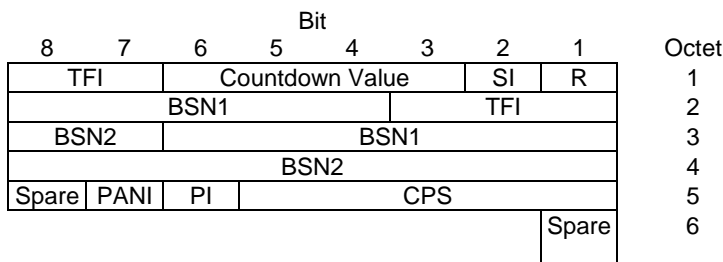 Bit
8 7 6 5 4 3 2 1 Octet
TFI Countdown Value SI R 1
BSN1 TFI 2
BSN2 BSN1 3
BSN2 4
Spare PANI PI CPS 5
Spare 6